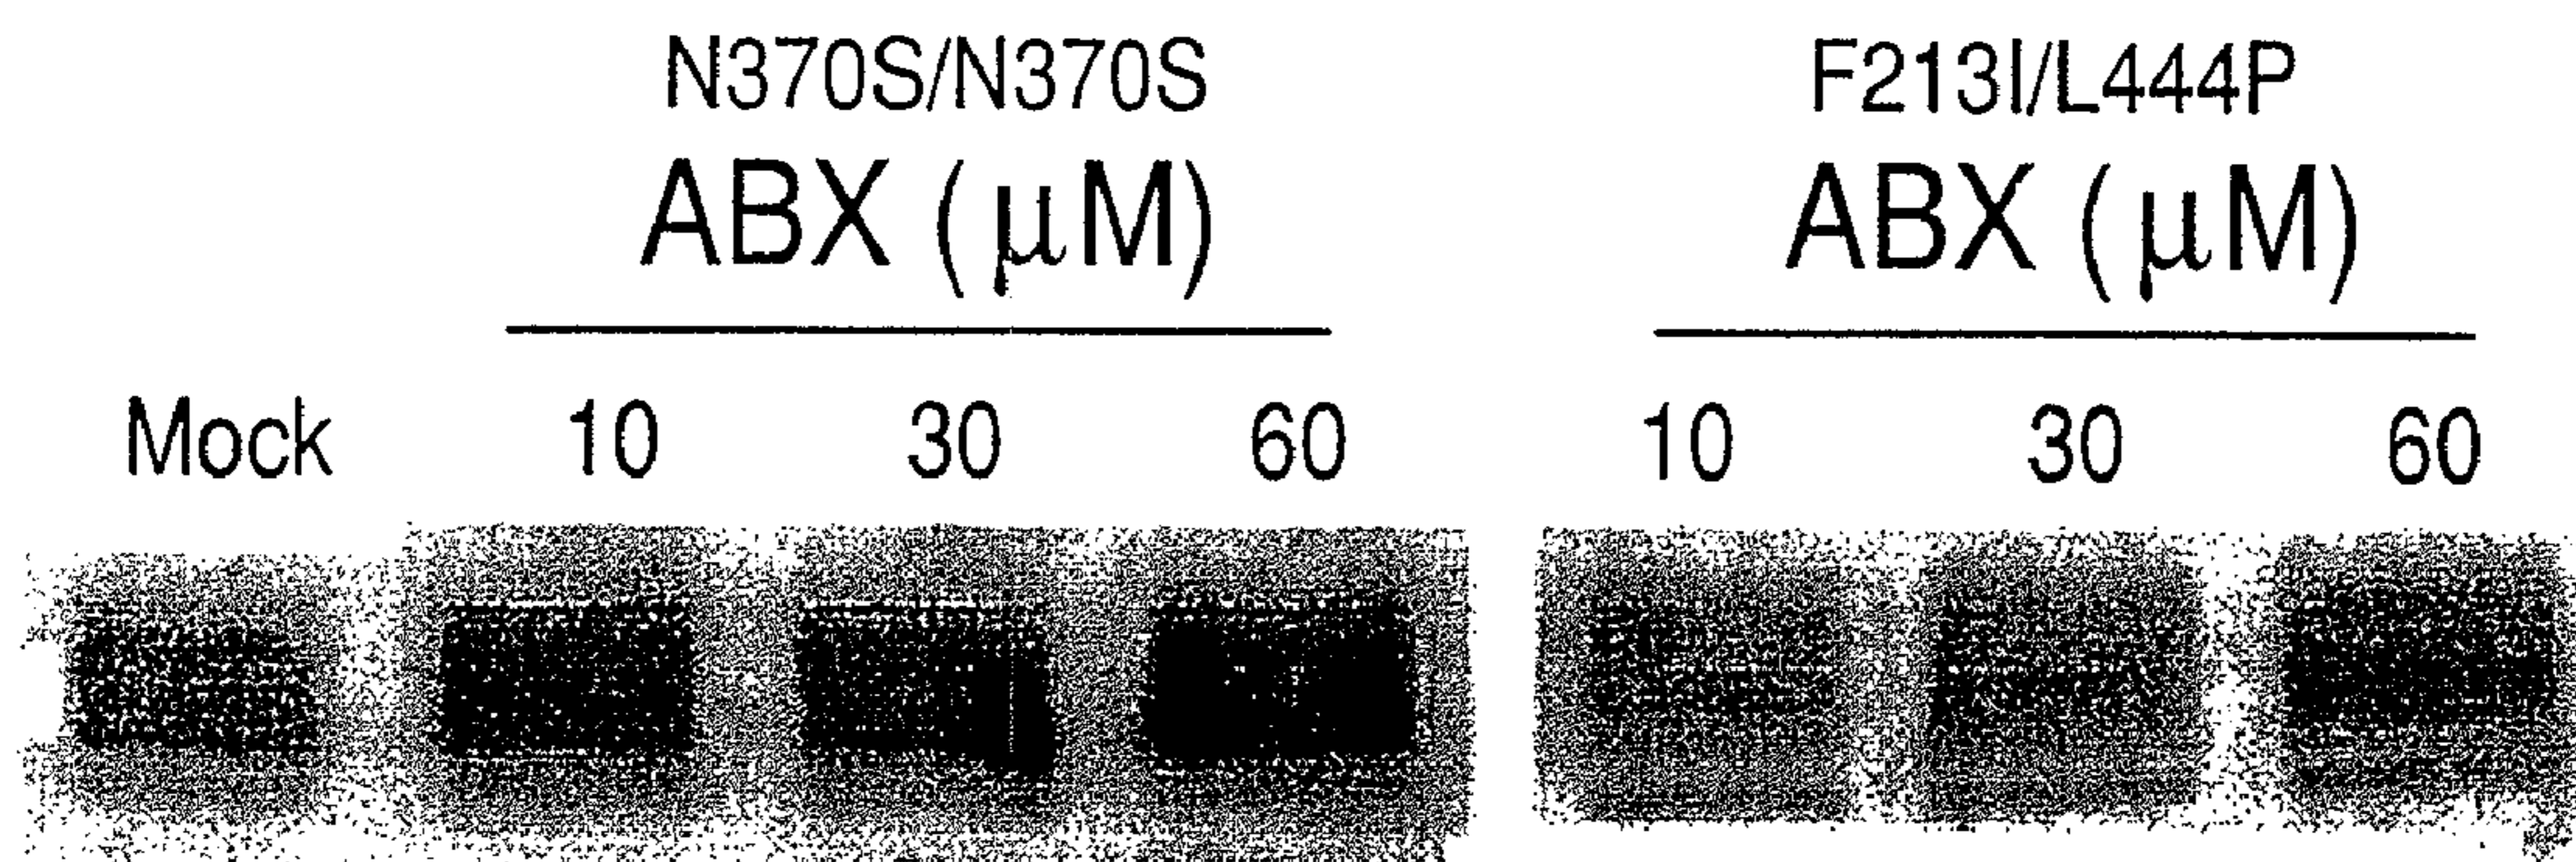 N370S/N370S F213I/L444P
ABX (μM) ABX (μM)
Mock 10 30 60 10 30 60